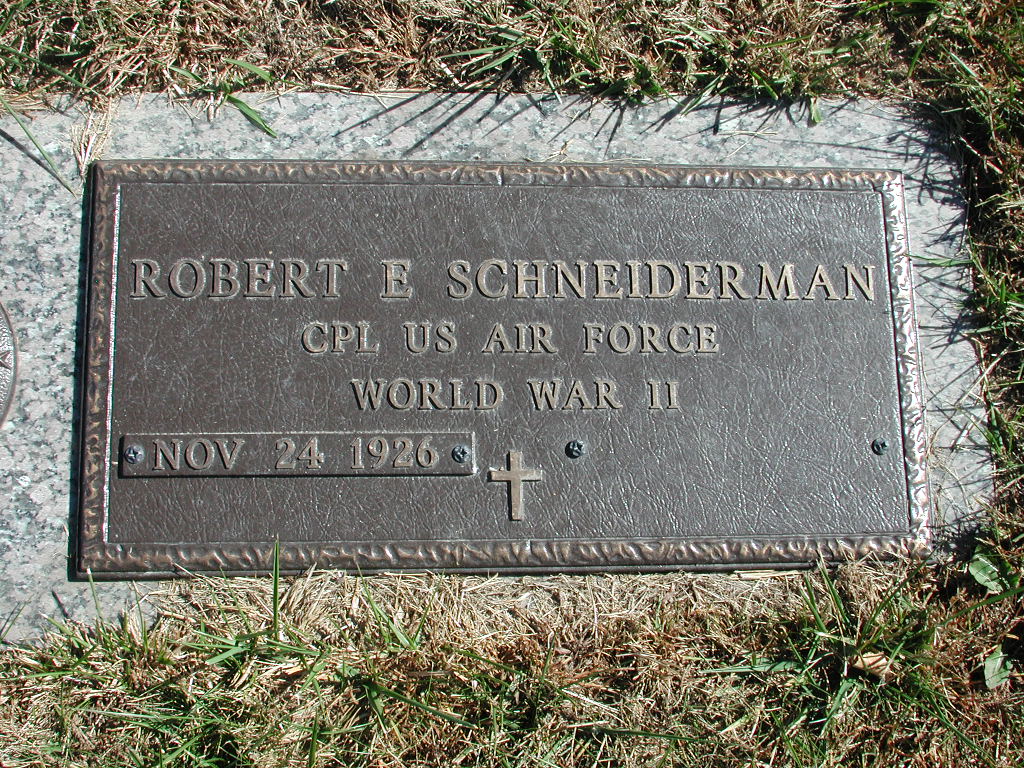 ROBERT E SCHNEIDERMAN
CPL US AIR FORCE
WORLD WAR II
NOV 24 1926